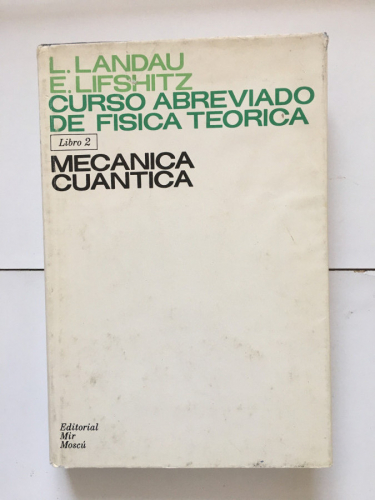 L. LANDAU
E. LIFSHITZ
CURSO ABREVIADO
DE FISICA TEORICA
Libro 2
MECANICA
CUANTICA
Editorial
Mir
Moscú